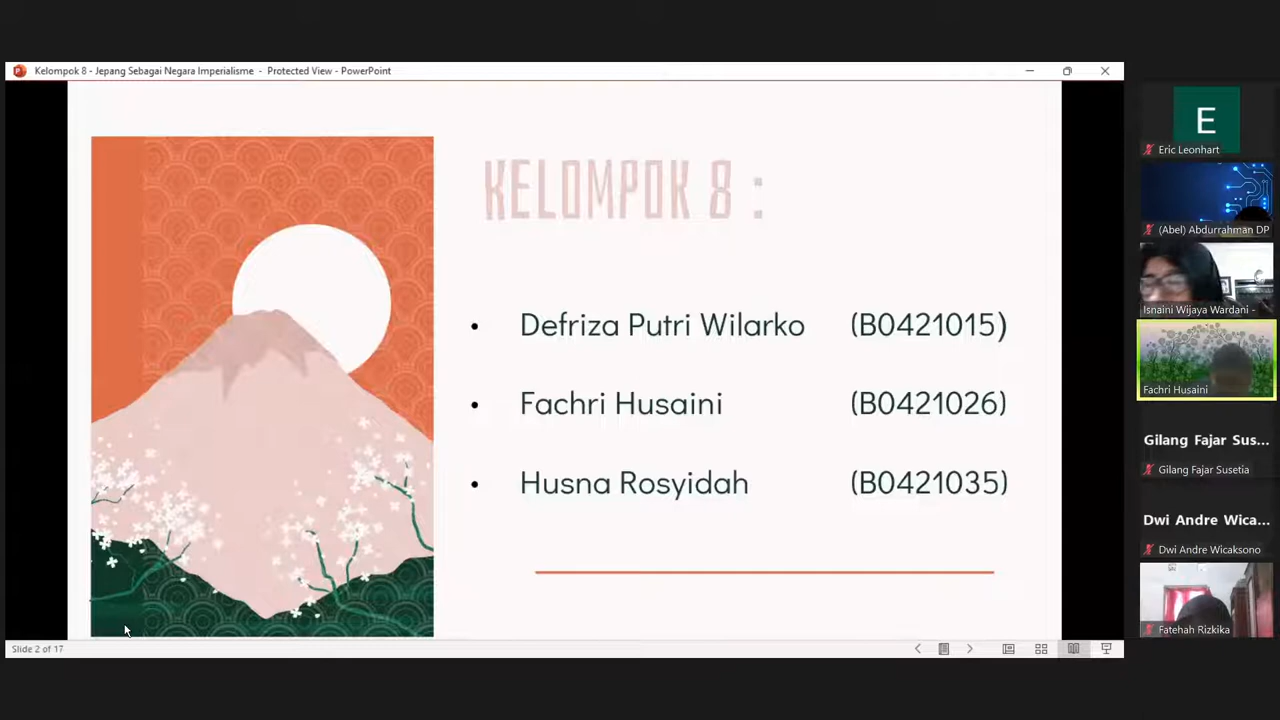 Kelompok 8 - Jepang Sebagai Negara Imperialisme - Protected View - PowerPoint
KELOMPOK 8 :
• Defriza Putri Wilarko (B0421015)
• Fachri Husaini (B0421026)
• Husna Rosyidah (B0421035)
Slide 2 of 17
E
Eric Leonhart
(Abel) Abdurrahman DP
Isnaini Wijaya Wardani -
Fachri Husaini
Gilang Fajar Sus...
Gilang Fajar Susetia
Dwi Andre Wica...
Dwi Andre Wicaksono
Fatehah Rizkika